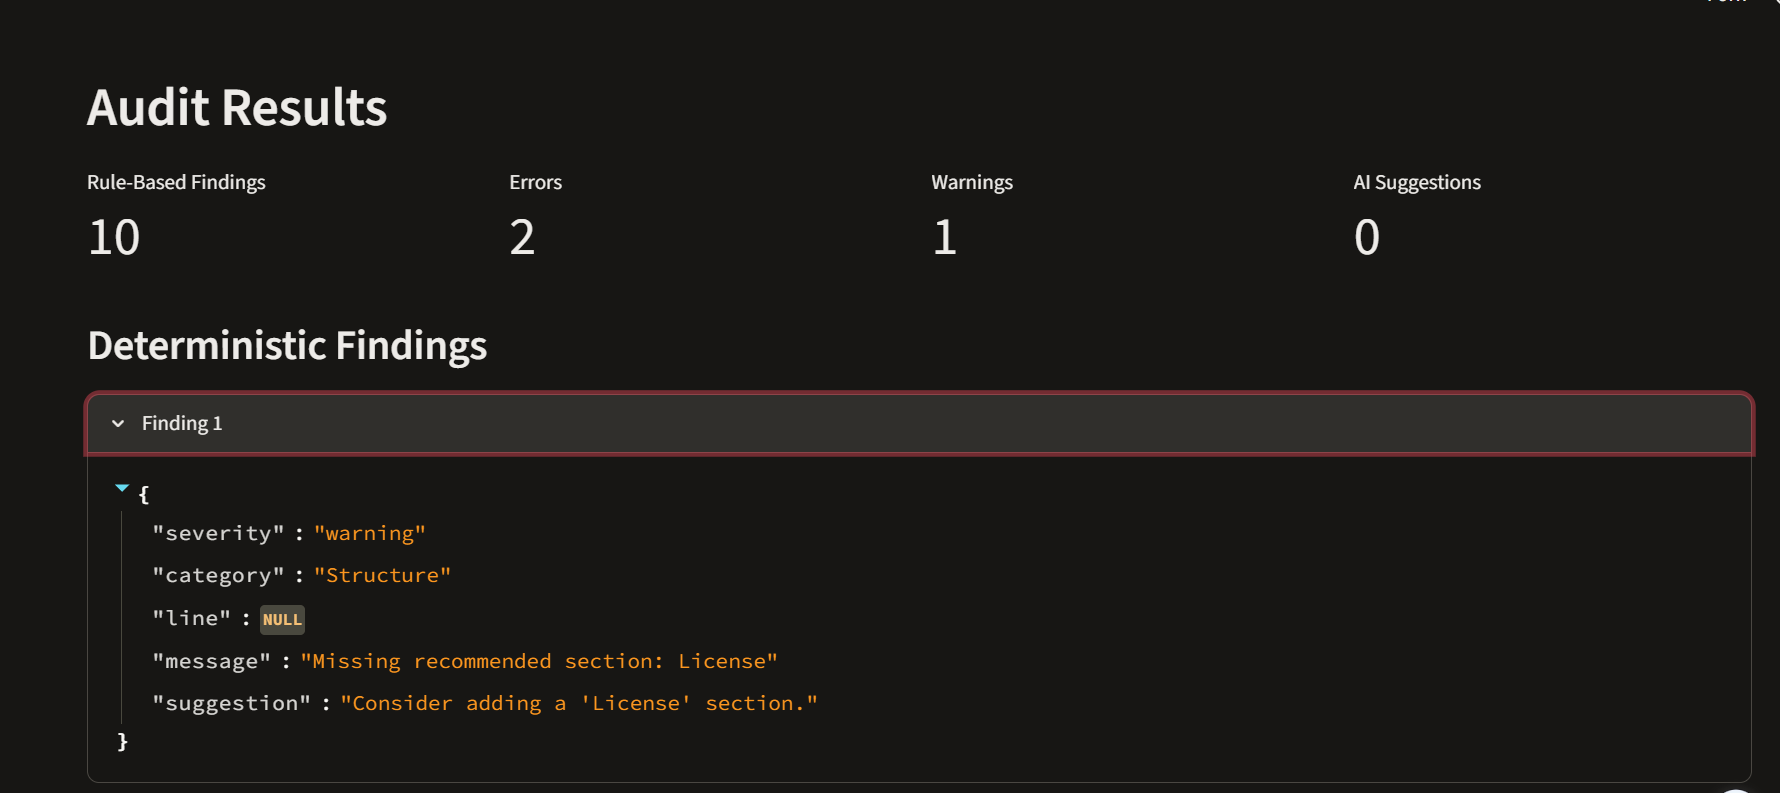 Audit Results
Rule-Based Findings Errors Warnings AI Suggestions
10 2 1 0
Deterministic Findings
Finding 1
{
"severity" : "warning"
"category" : "Structure"
"line" : NULL
"message" : "Missing recommended section: License"
"suggestion" : "Consider adding a 'License' section."
}